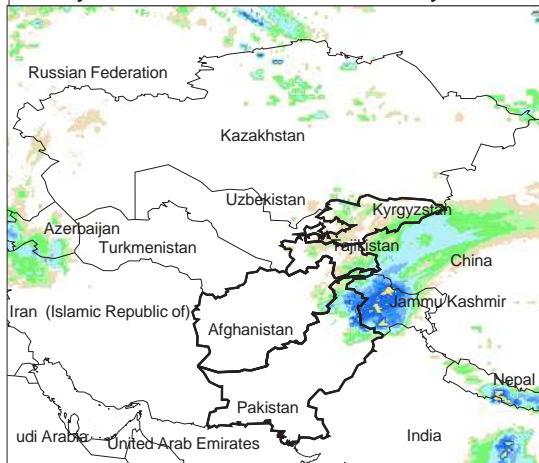 Russian Federation
Kazakhstan
Uzbekistan
Kyrgyzstan
Azerbaijan
Turkmenistan
Tajikistan
China
Iran (Islamic Republic of)
Jammu Kashmir
Afghanistan
Nepal
Pakistan
udi Arabia
United Arab Emirates
India